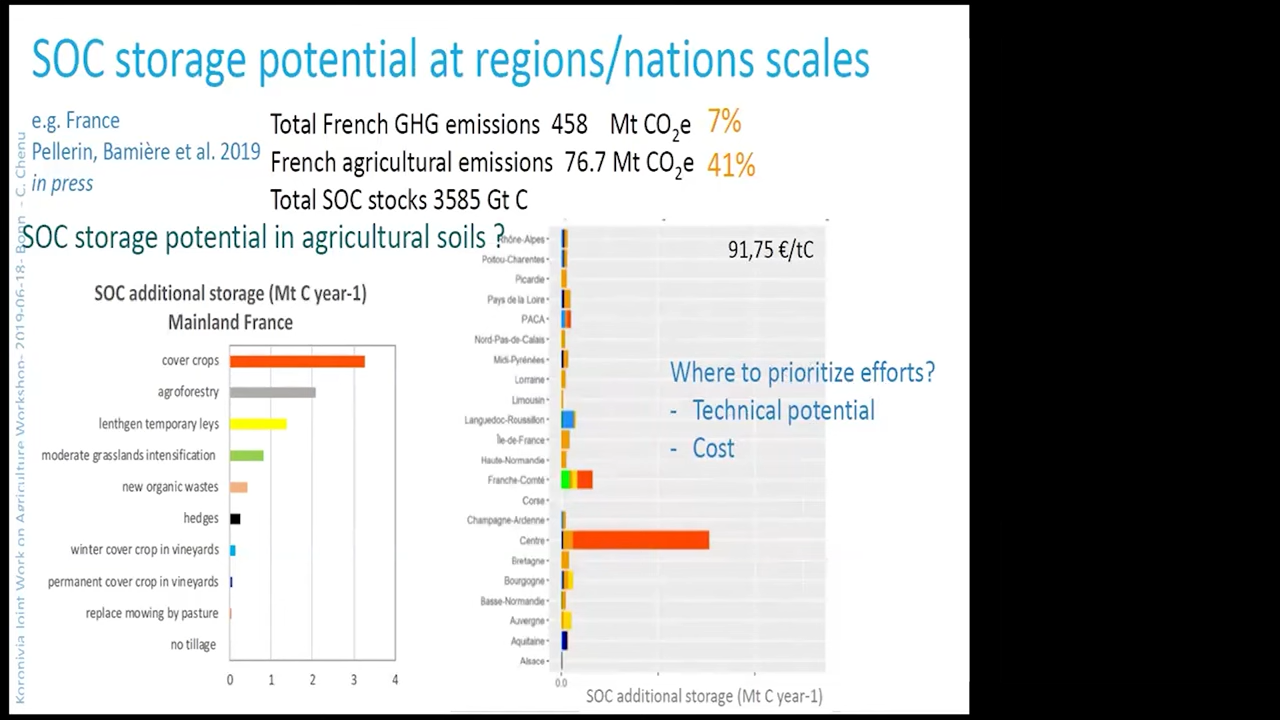 SOC storage potential at regions/nations scales
e.g. France
Pellerin, Bamière et al. 2019
in press
Total French GHG emissions 458 Mt CO2e 7%
French agricultural emissions 76.7 Mt CO2e 41%
Total SOC stocks 3585 Gt C
SOC storage potential in agricultural soils ?
SOC additional storage (Mt C year-1)
Mainland France
cover crops
agroforestry
lenthgen temporary leys
moderate grasslands intensification
new organic wastes
hedges
winter cover crop in vineyards
permanent cover crop in vineyards
replace mowing by pasture
no tillage
0 1 2 3 4
91,75 €/tC
Rhône-Alpes
Poitou-Charentes
Picardie
Pays de la Loire
PACA
Nord-Pas-de-Calais
Midi-Pyrénées
Lorraine
Limousin
Languedoc-Roussillon
Île-de-France
Haute-Normandie
Franche-Comté
Corse
Champagne-Ardenne
Centre
Bretagne
Bourgogne
Basse-Normandie
Auvergne
Aquitaine
Alsace
0.0
SOC additional storage (Mt C year-1)
Where to prioritize efforts?
- Technical potential
- Cost
Koronivia Joint Work on Agriculture Workshop- 2019-06-18- Bonn - C. Chenu